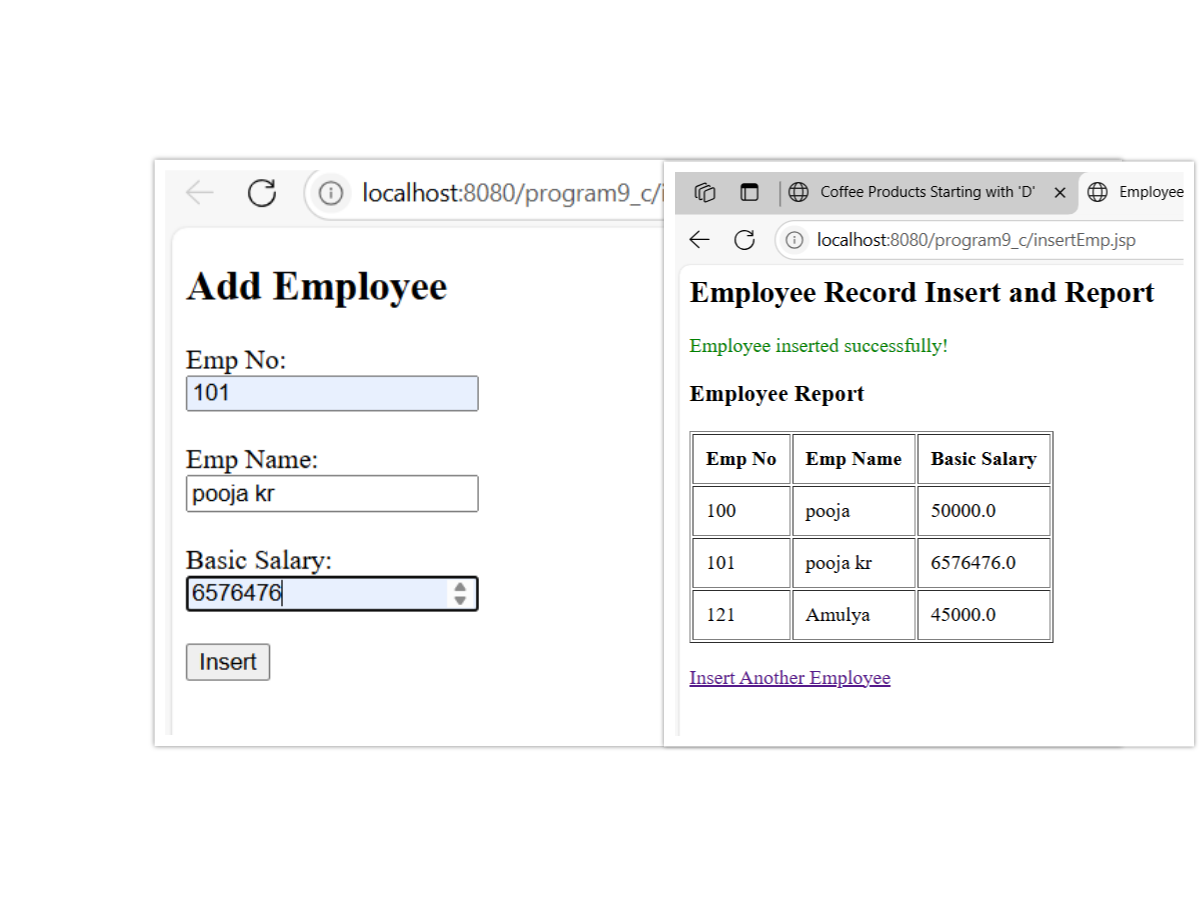 localhost:8080/program9_c/i
Add Employee
Emp No:
101
Emp Name:
pooja kr
Basic Salary:
6576476
Insert
Coffee Products Starting with 'D'
Employee
localhost:8080/program9_c/insertEmp.jsp
Employee Record Insert and Report
Employee inserted successfully!
Employee Report
Emp No Emp Name Basic Salary
100 pooja 50000.0
101 pooja kr 6576476.0
121 Amulya 45000.0
Insert Another Employee